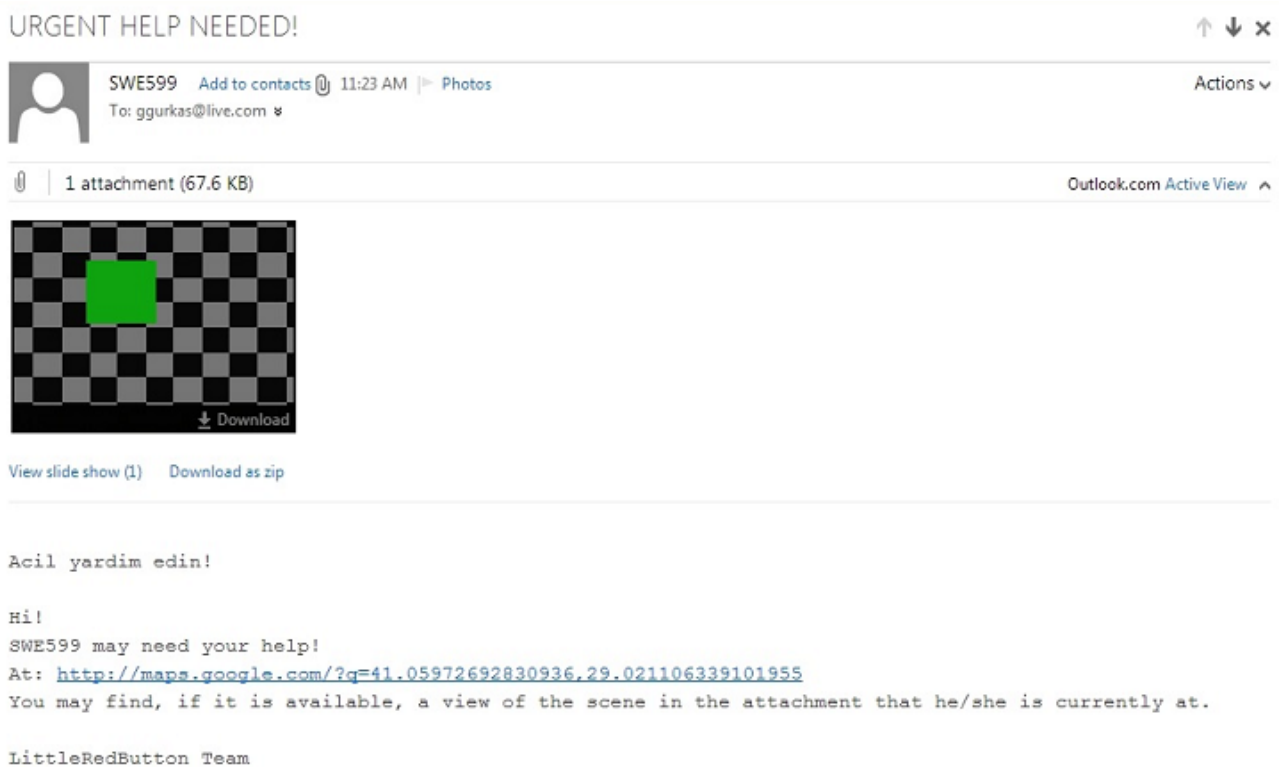 URGENT HELP NEEDED!
SWE599 Add to contacts 11:23 AM Photos Actions
To: ggurkas@live.com
1 attachment (67.6 KB) Outlook.com Active View
Download
View slide show (1) Download as zip
Acil yardim edin!
Hi!
SWE599 may need your help!
At: http://maps.google.com/?q=41.05972692830936,29.021106339101955
You may find, if it is available, a view of the scene in the attachment that he/she is currently at.
LittleRedButton Team